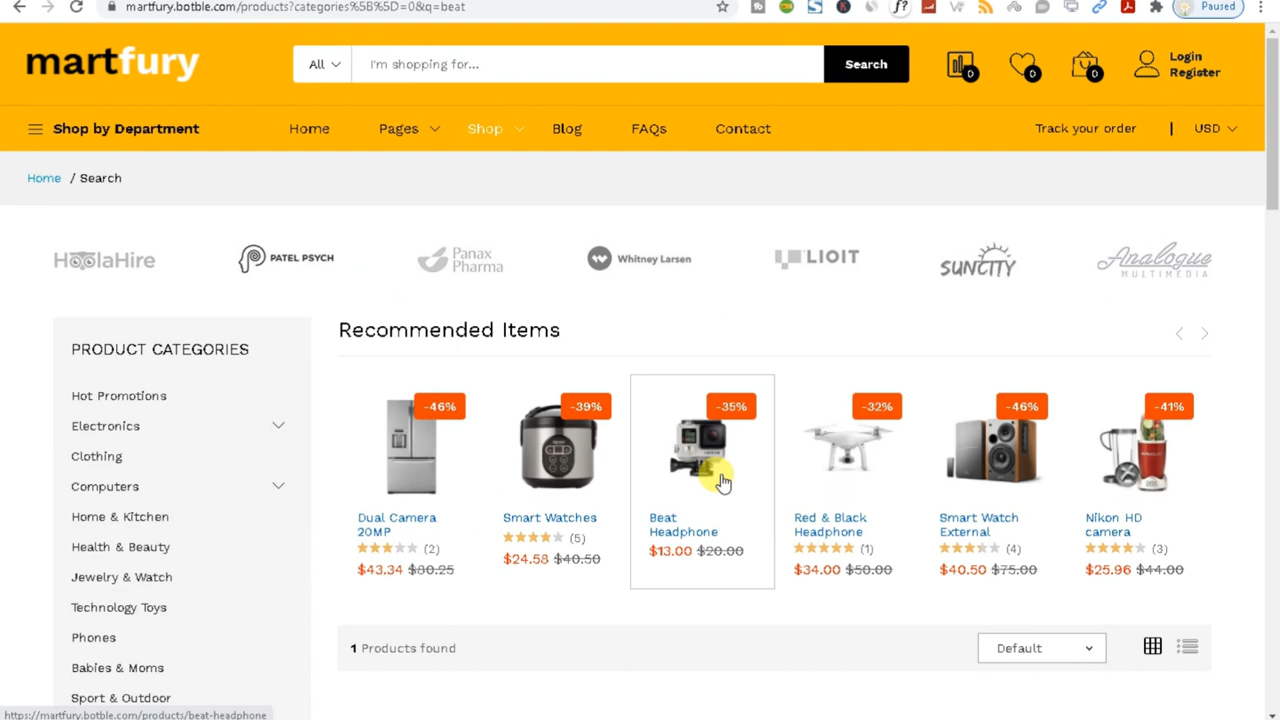 martfury.botble.com/products?categories%5B%5D=0&q=beat
Paused
martfury
All
I'm shopping for...
Search
0
0
0
Login
Register
Shop by Department
Home
Pages
Shop
Blog
FAQs
Contact
Track your order
|
USD
Home / Search
HoolaHire
PATEL PSYCH
Panax
Pharma
Whitney Larsen
LIOIT
SUNCITY
Analogue
MULTIMEDIA
PRODUCT CATEGORIES
Hot Promotions
Electronics
Clothing
Computers
Home & Kitchen
Health & Beauty
Jewelry & Watch
Technology Toys
Phones
Babies & Moms
Sport & Outdoor
Recommended Items
-46%
Dual Camera
20MP
(2)
$43.34 $80.25
-39%
Smart Watches
(5)
$24.58 $40.50
-35%
Beat
Headphone
$13.00 $20.00
-32%
Red & Black
Headphone
(1)
$34.00 $50.00
-46%
Smart Watch
External
(4)
$40.50 $75.00
-41%
Nikon HD
camera
(3)
$25.96 $44.00
1 Products found
Default
https://martfury.botble.com/products/beat-headphone